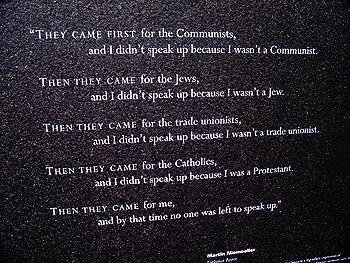 “THEY CAME FIRST for the Communists,
and I didn't speak up because I wasn't a Communist.
THEN THEY CAME for the Jews,
and I didn't speak up because I wasn't a Jew.
THEN THEY CAME for the trade unionists,
and I didn't speak up because I wasn't a trade unionist.
THEN THEY CAME for the Catholics,
and I didn't speak up because I was a Protestant.
THEN THEY CAME for me,
and by that time no one was left to speak up.”
Martin Niemoeller